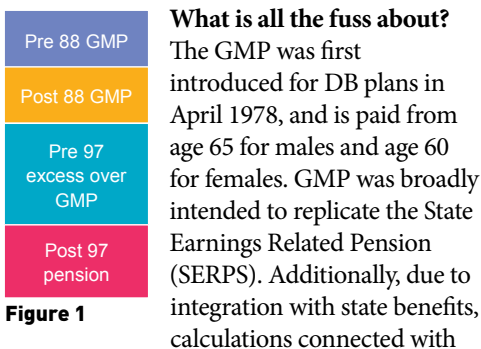 Pre 88 GMP
Post 88 GMP
Pre 97
excess over
GMP
Post 97
pension
Figure 1
What is all the fuss about?
The GMP was first
introduced for DB plans in
April 1978, and is paid from
age 65 for males and age 60
for females. GMP was broadly
intended to replicate the State
Earnings Related Pension
(SERPS). Additionally, due to
integration with state benefits,
calculations connected with